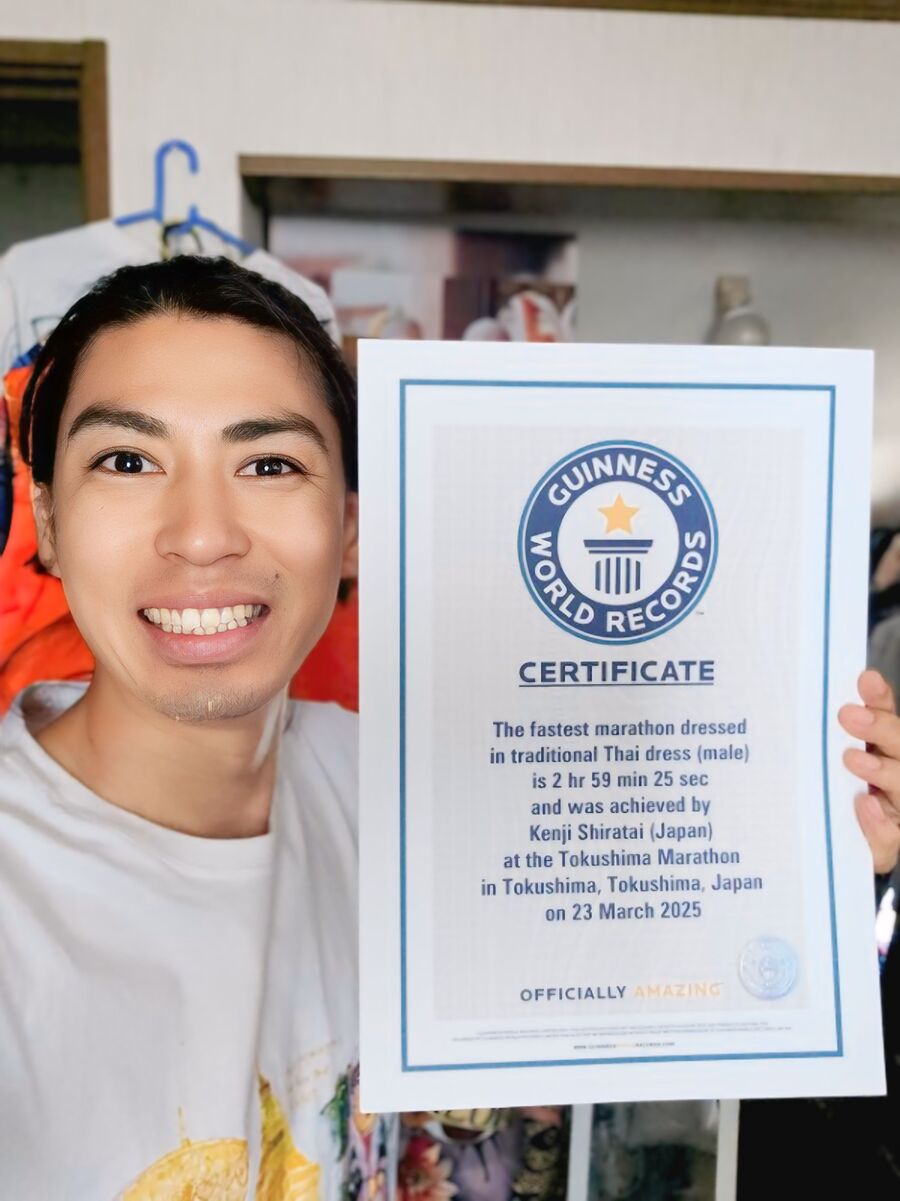 GUINNESS
WORLD RECORDS
CERTIFICATE
The fastest marathon dressed
in traditional Thai dress (male)
is 2 hr 59 min 25 sec
and was achieved by
Kenji Shiratai (Japan)
at the Tokushima Marathon
in Tokushima, Tokushima, Japan
on 23 March 2025
OFFICIALLY AMAZING